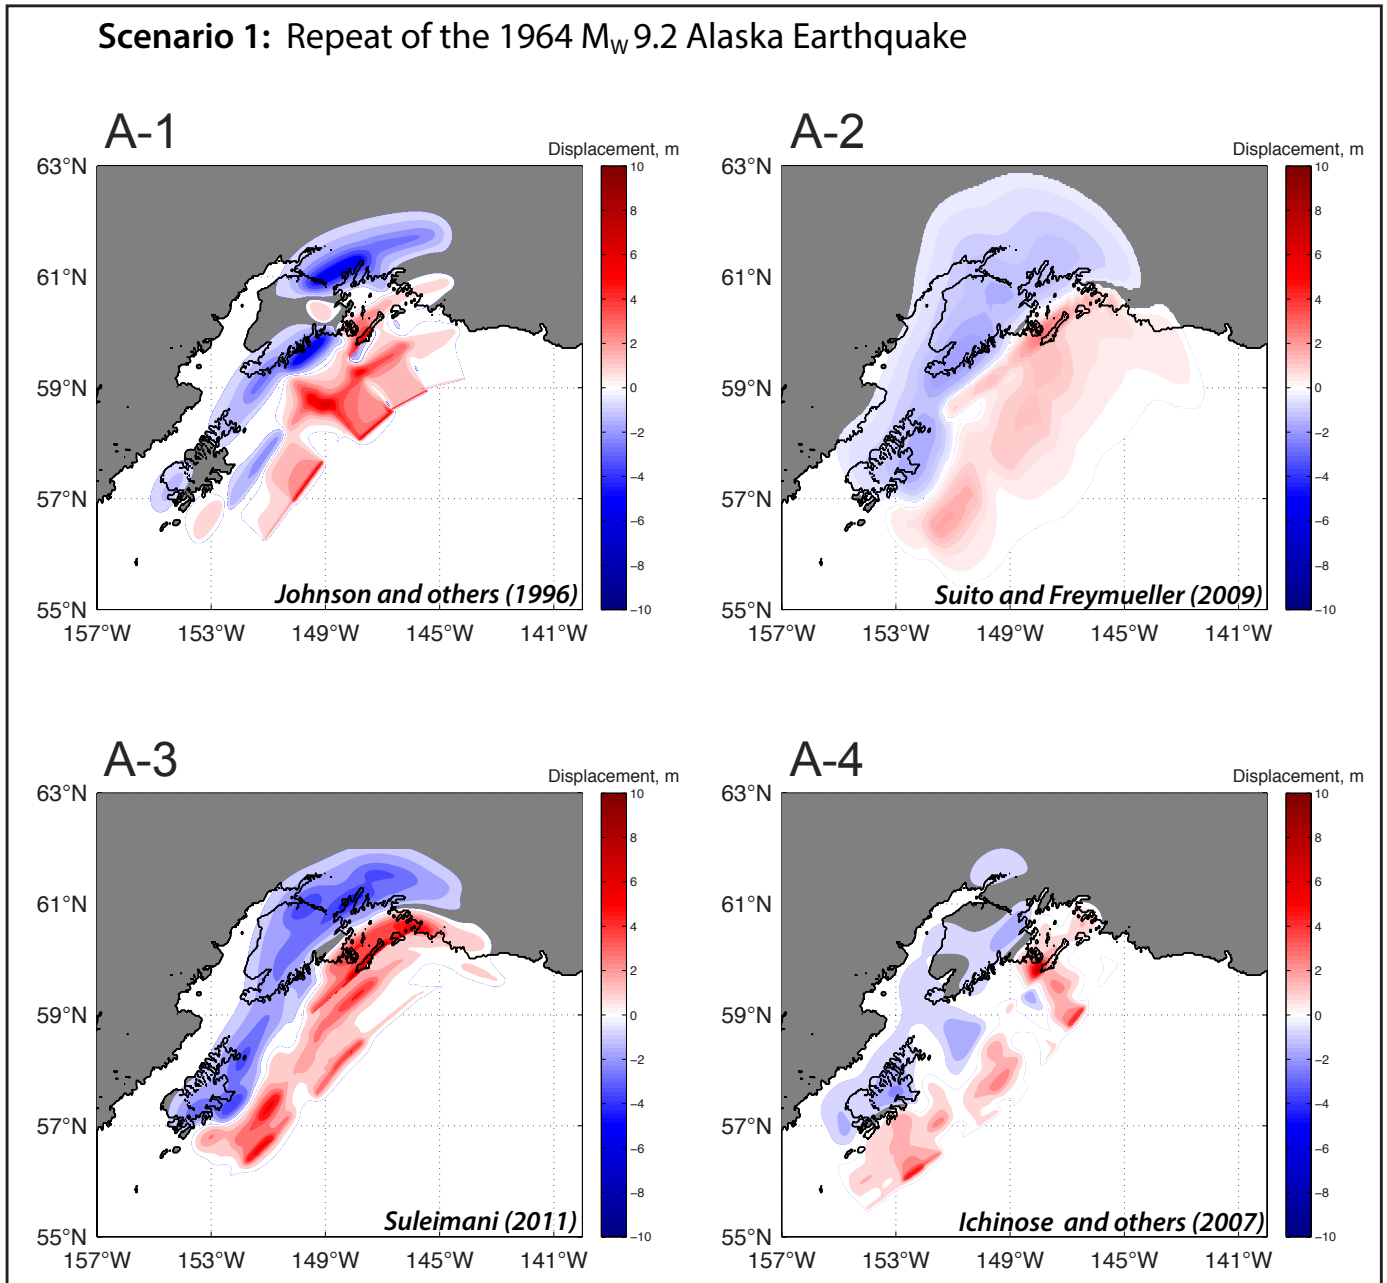 Scenario 1: Repeat of the 1964 MW 9.2 Alaska Earthquake
A-1
Displacement, m
63°N
61°N
59°N
57°N
55°N
157°W 153°W 149°W 145°W 141°W
10
8
6
4
2
0
−2
−4
−6
−8
−10
Johnson and others (1996)
A-2
Displacement, m
63°N
61°N
59°N
57°N
55°N
157°W 153°W 149°W 145°W 141°W
10
8
6
4
2
0
−2
−4
−6
−8
−10
Suito and Freymueller (2009)
A-3
Displacement, m
63°N
61°N
59°N
57°N
55°N
157°W 153°W 149°W 145°W 141°W
10
8
6
4
2
0
−2
−4
−6
−8
−10
Suleimani (2011)
A-4
Displacement, m
63°N
61°N
59°N
57°N
55°N
157°W 153°W 149°W 145°W 141°W
10
8
6
4
2
0
−2
−4
−6
−8
−10
Ichinose and others (2007)